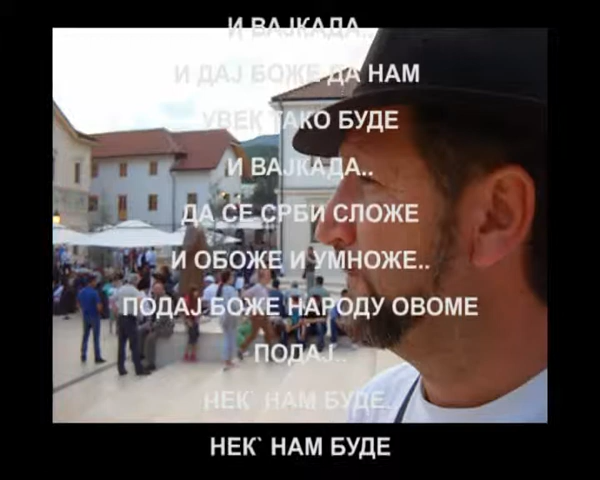 И ВАЈКАДА..
И ДАЈ БОЖЕ ДА НАМ
УВЕК ТАКО БУДЕ
И ВАЈКАДА..
ДА СЕ СРБИ СЛОЖЕ
И ОБОЖЕ И УМНОЖЕ..
ПОДАЈ БОЖЕ НАРОДУ ОВОМЕ
ПОДАЈ..
НЕК` НАМ БУДЕ.
НЕК` НАМ БУДЕ